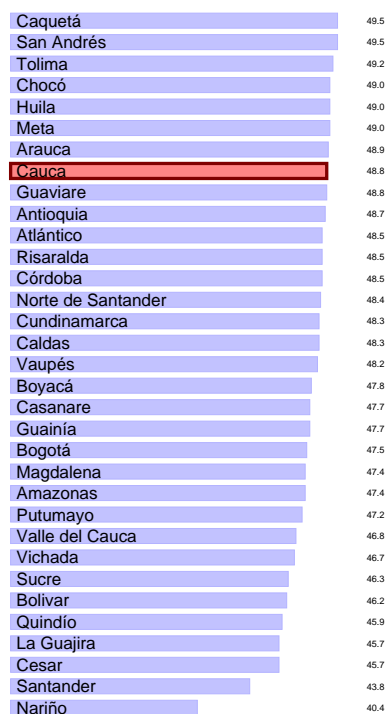 Caquetá 49.5
San Andrés 49.5
Tolima 49.2
Chocó 49.0
Huila 49.0
Meta 49.0
Arauca 48.9
Cauca 48.8
Guaviare 48.8
Antioquia 48.7
Atlántico 48.5
Risaralda 48.5
Córdoba 48.5
Norte de Santander 48.4
Cundinamarca 48.3
Caldas 48.3
Vaupés 48.2
Boyacá 47.8
Casanare 47.7
Guainía 47.7
Bogotá 47.5
Magdalena 47.4
Amazonas 47.4
Putumayo 47.2
Valle del Cauca 46.8
Vichada 46.7
Sucre 46.3
Bolivar 46.2
Quindío 45.9
La Guajira 45.7
Cesar 45.7
Santander 43.8
Nariño 40.4